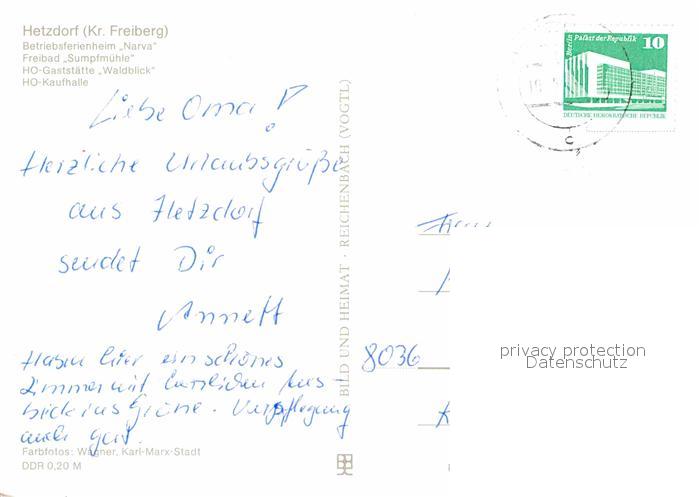 Hetzdorf (Kr. Freiberg)
Betriebsferienheim „Narva"
Freibad „Sumpfmühle"
HO-Gaststätte „Waldblick"
HO-Kaufhalle
Liebe Oma!
Herzliche Urlaubsgrüße
aus Hetzdorf
sendet Dir
Annett
Haben hier ein schönes
Zimmer mit herrlichen Aus-
blick ins Grüne. Verpflegung
auch gut.
Farbfotos: Wagner, Karl-Marx-Stadt
DDR 0,20 M
BILD UND HEIMAT · REICHENBACH (VOGTL)
Berlin Palast der Republik
10
DEUTSCHE DEMOKRATISCHE REPUBLIK
c
8036
privacy protection
Datenschutz